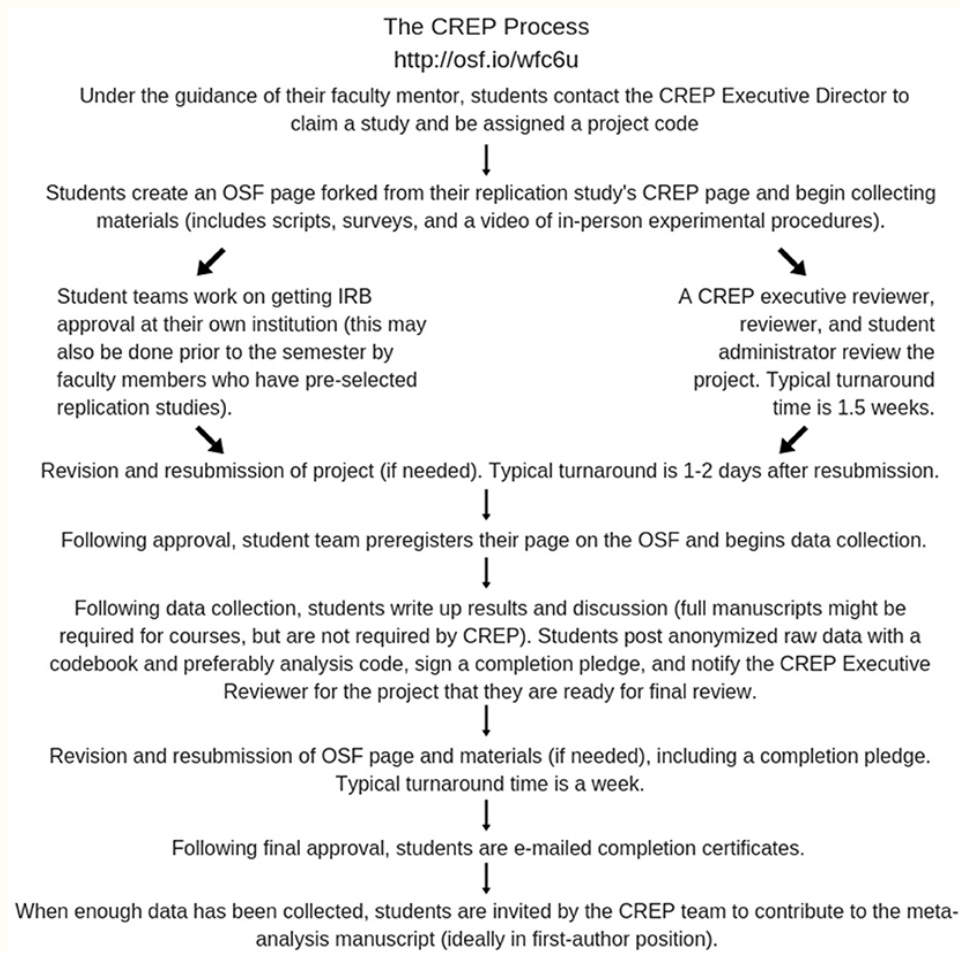 The CREP Process
http://osf.io/wfc6u
Under the guidance of their faculty mentor, students contact the CREP Executive Director to
claim a study and be assigned a project code
Students create an OSF page forked from their replication study's CREP page and begin collecting
materials (includes scripts, surveys, and a video of in-person experimental procedures).
Student teams work on getting IRB
approval at their own institution (this may
also be done prior to the semester by
faculty members who have pre-selected
replication studies).
A CREP executive reviewer,
reviewer, and student
administrator review the
project. Typical turnaround
time is 1.5 weeks.
Revision and resubmission of project (if needed). Typical turnaround is 1-2 days after resubmission.
Following approval, student team preregisters their page on the OSF and begins data collection.
Following data collection, students write up results and discussion (full manuscripts might be
required for courses, but are not required by CREP). Students post anonymized raw data with a
codebook and preferably analysis code, sign a completion pledge, and notify the CREP Executive
Reviewer for the project that they are ready for final review.
Revision and resubmission of OSF page and materials (if needed), including a completion pledge.
Typical turnaround time is a week.
Following final approval, students are e-mailed completion certificates.
When enough data has been collected, students are invited by the CREP team to contribute to the meta-
analysis manuscript (ideally in first-author position).